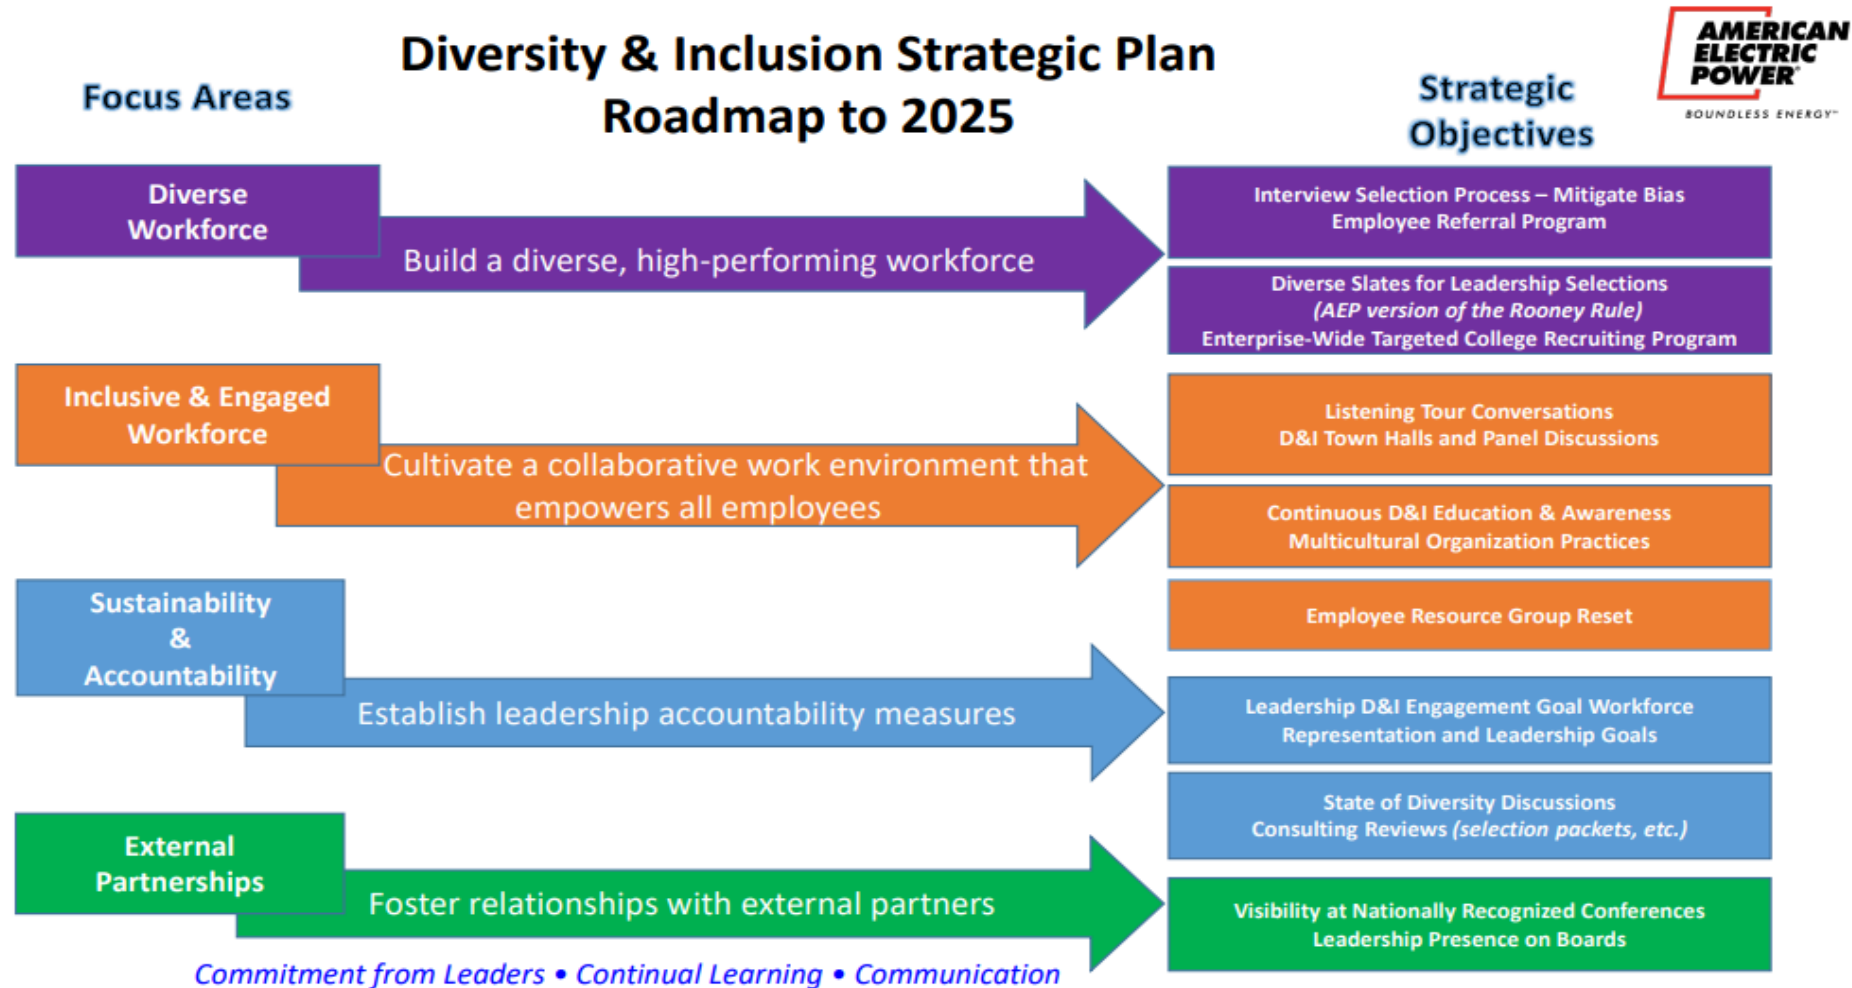 Diversity & Inclusion Strategic Plan
Roadmap to 2025
AMERICAN
ELECTRIC
POWER®
BOUNDLESS ENERGY™
Focus Areas
Strategic
Objectives
Diverse
Workforce
Build a diverse, high-performing workforce
Interview Selection Process – Mitigate Bias
Employee Referral Program
Diverse Slates for Leadership Selections
(AEP version of the Rooney Rule)
Enterprise-Wide Targeted College Recruiting Program
Inclusive & Engaged
Workforce
Cultivate a collaborative work environment that
empowers all employees
Listening Tour Conversations
D&I Town Halls and Panel Discussions
Continuous D&I Education & Awareness
Multicultural Organization Practices
Employee Resource Group Reset
Sustainability
&
Accountability
Establish leadership accountability measures
Leadership D&I Engagement Goal Workforce
Representation and Leadership Goals
State of Diversity Discussions
Consulting Reviews (selection packets, etc.)
External
Partnerships
Foster relationships with external partners
Visibility at Nationally Recognized Conferences
Leadership Presence on Boards
Commitment from Leaders • Continual Learning • Communication